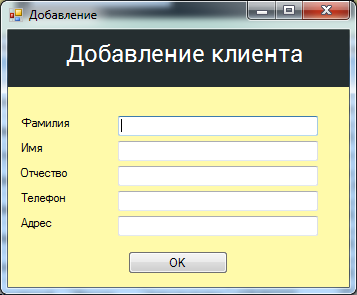 Добавление
Добавление клиента
Фамилия
Имя
Отчество
Телефон
Адрес
OK